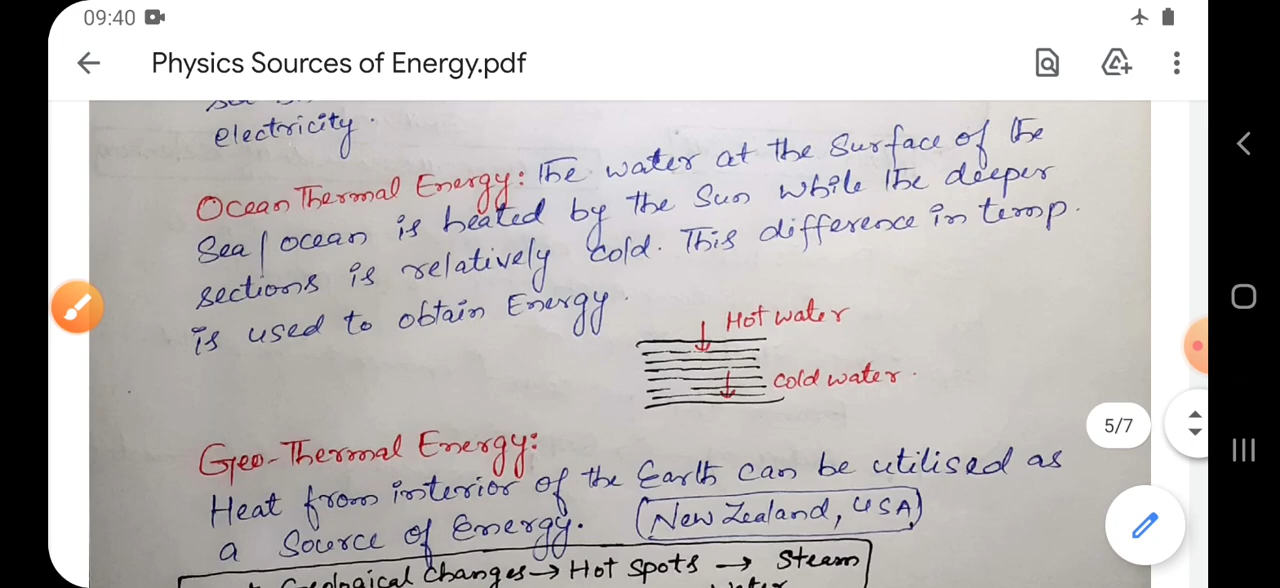 09:40
Physics Sources of Energy.pdf
electricity.
Ocean Thermal Energy: The water at the Surface of the
Sea/ocean is heated by the Sun while the deeper
sections is relatively cold. This difference in temp.
is used to obtain Energy.
Hot water
cold water.
5/7
Geo-Thermal Energy:
Heat from interior of the Earth can be utilised as
a Source of Energy. (New Zealand, USA)
Geological changes → Hot spots → Steam